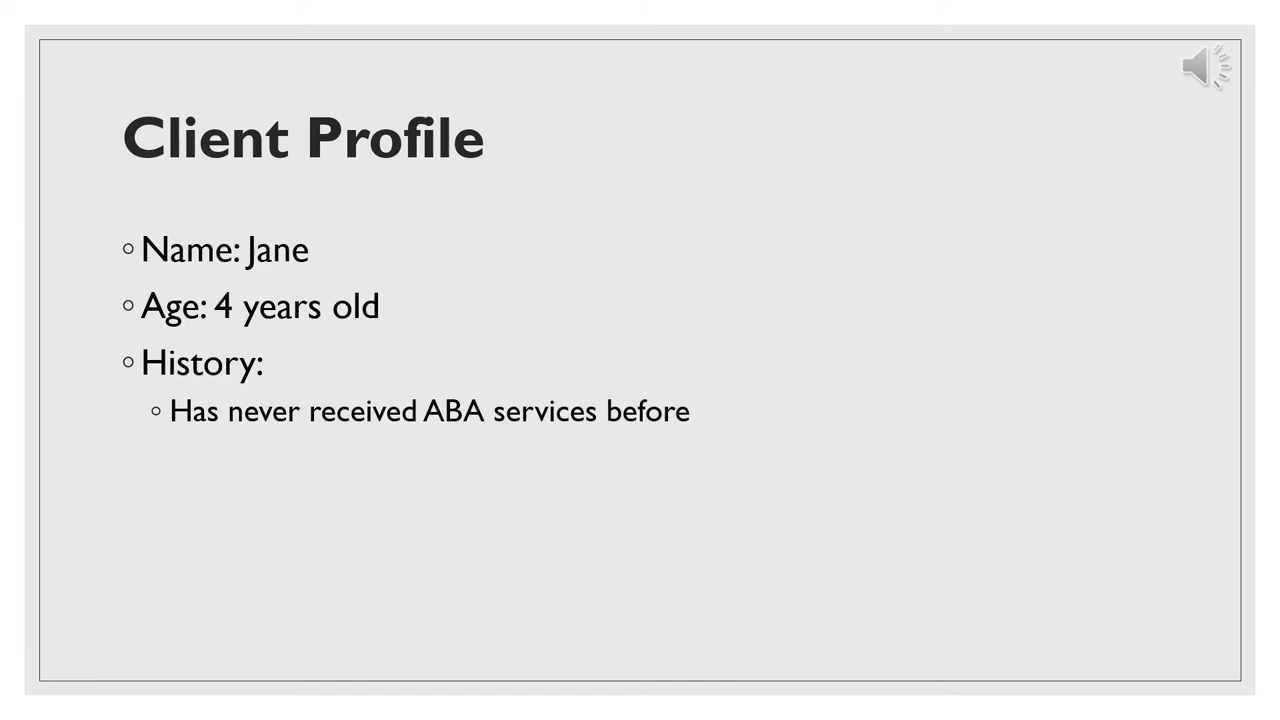 Client Profile
◦ Name: Jane
◦ Age: 4 years old
◦ History:
◦ Has never received ABA services before